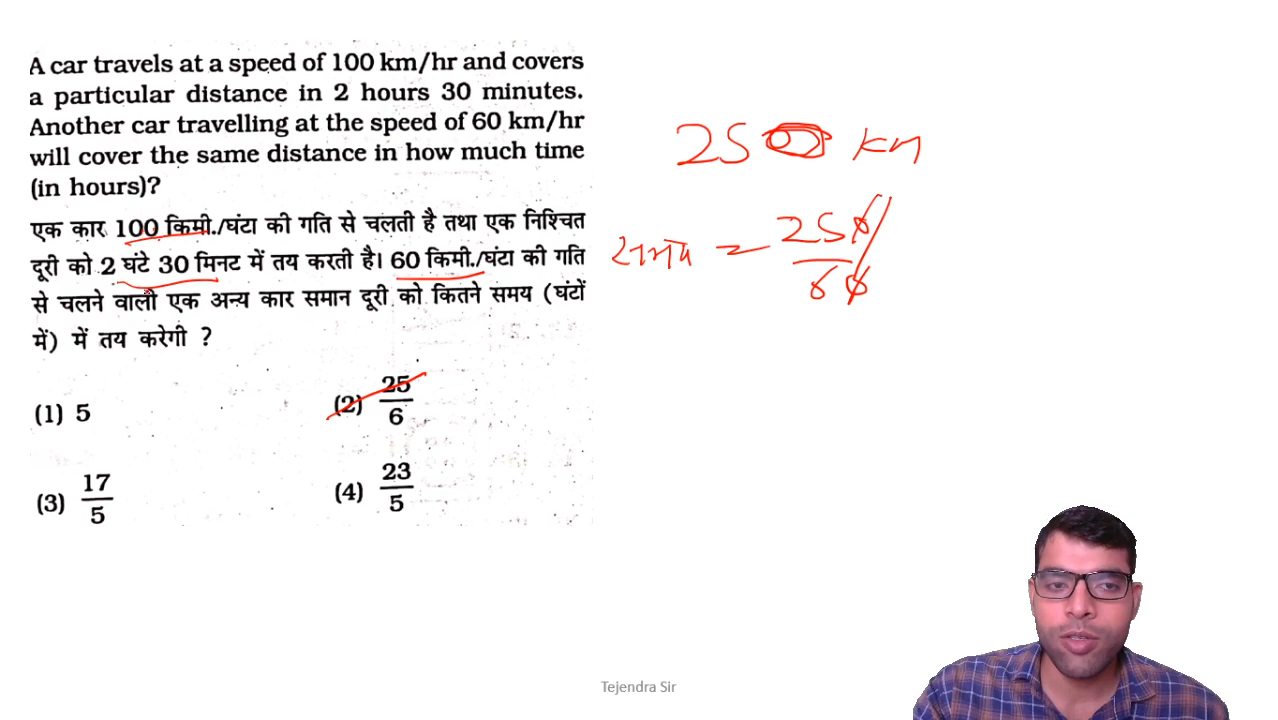 A car travels at a speed of 100 km/hr and covers
a particular distance in 2 hours 30 minutes.
Another car travelling at the speed of 60 km/hr
will cover the same distance in how much time
(in hours)?
एक कार 100 किमी./घंटा की गति से चलती है तथा एक निश्चित
दूरी को 2 घंटे 30 मिनट में तय करती है। 60 किमी./घंटा की गति
से चलने वाली एक अन्य कार समान दूरी को कितने समय (घंटों
में) में तय करेगी ?
(1) 5
(2) 25/6
(3) 17/5
(4) 23/5
250 km
समय = 250/60
Tejendra Sir